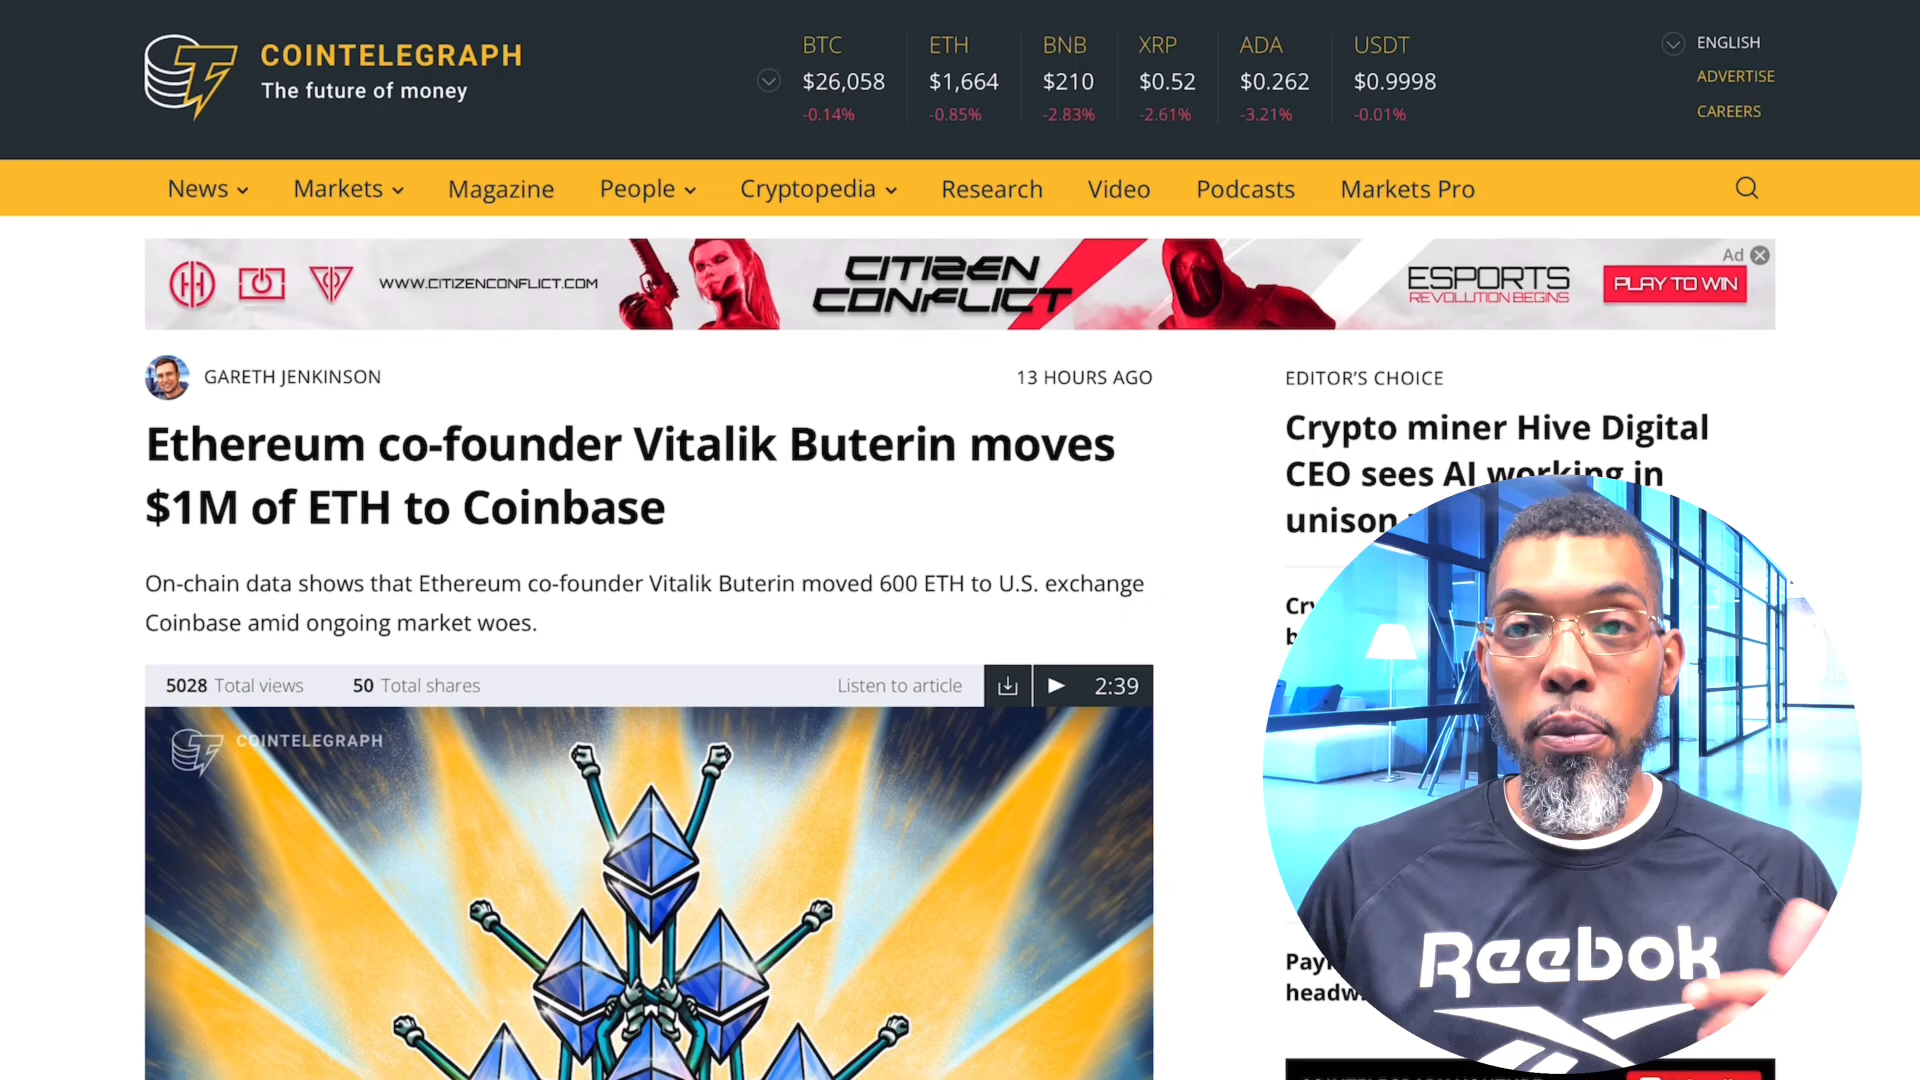 COINTELEGRAPH
The future of money
BTC
$26,058
-0.14%
ETH
$1,664
-0.85%
BNB
$210
-2.83%
XRP
$0.52
-2.61%
ADA
$0.262
-3.21%
USDT
$0.9998
-0.01%
ENGLISH
ADVERTISE
CAREERS
News
Markets
Magazine
People
Cryptopedia
Research
Video
Podcasts
Markets Pro
WWW.CITIZENCONFLICT.COM
CITIZEN
CONFLICT
ESPORTS
REVOLUTION BEGINS
PLAY TO WIN
Ad
GARETH JENKINSON
13 HOURS AGO
Ethereum co-founder Vitalik Buterin moves
$1M of ETH to Coinbase
On-chain data shows that Ethereum co-founder Vitalik Buterin moved 600 ETH to U.S. exchange
Coinbase amid ongoing market woes.
5028 Total views
50 Total shares
Listen to article
2:39
COINTELEGRAPH
EDITOR'S CHOICE
Crypto miner Hive Digital
CEO sees AI working in
unison
Reebok